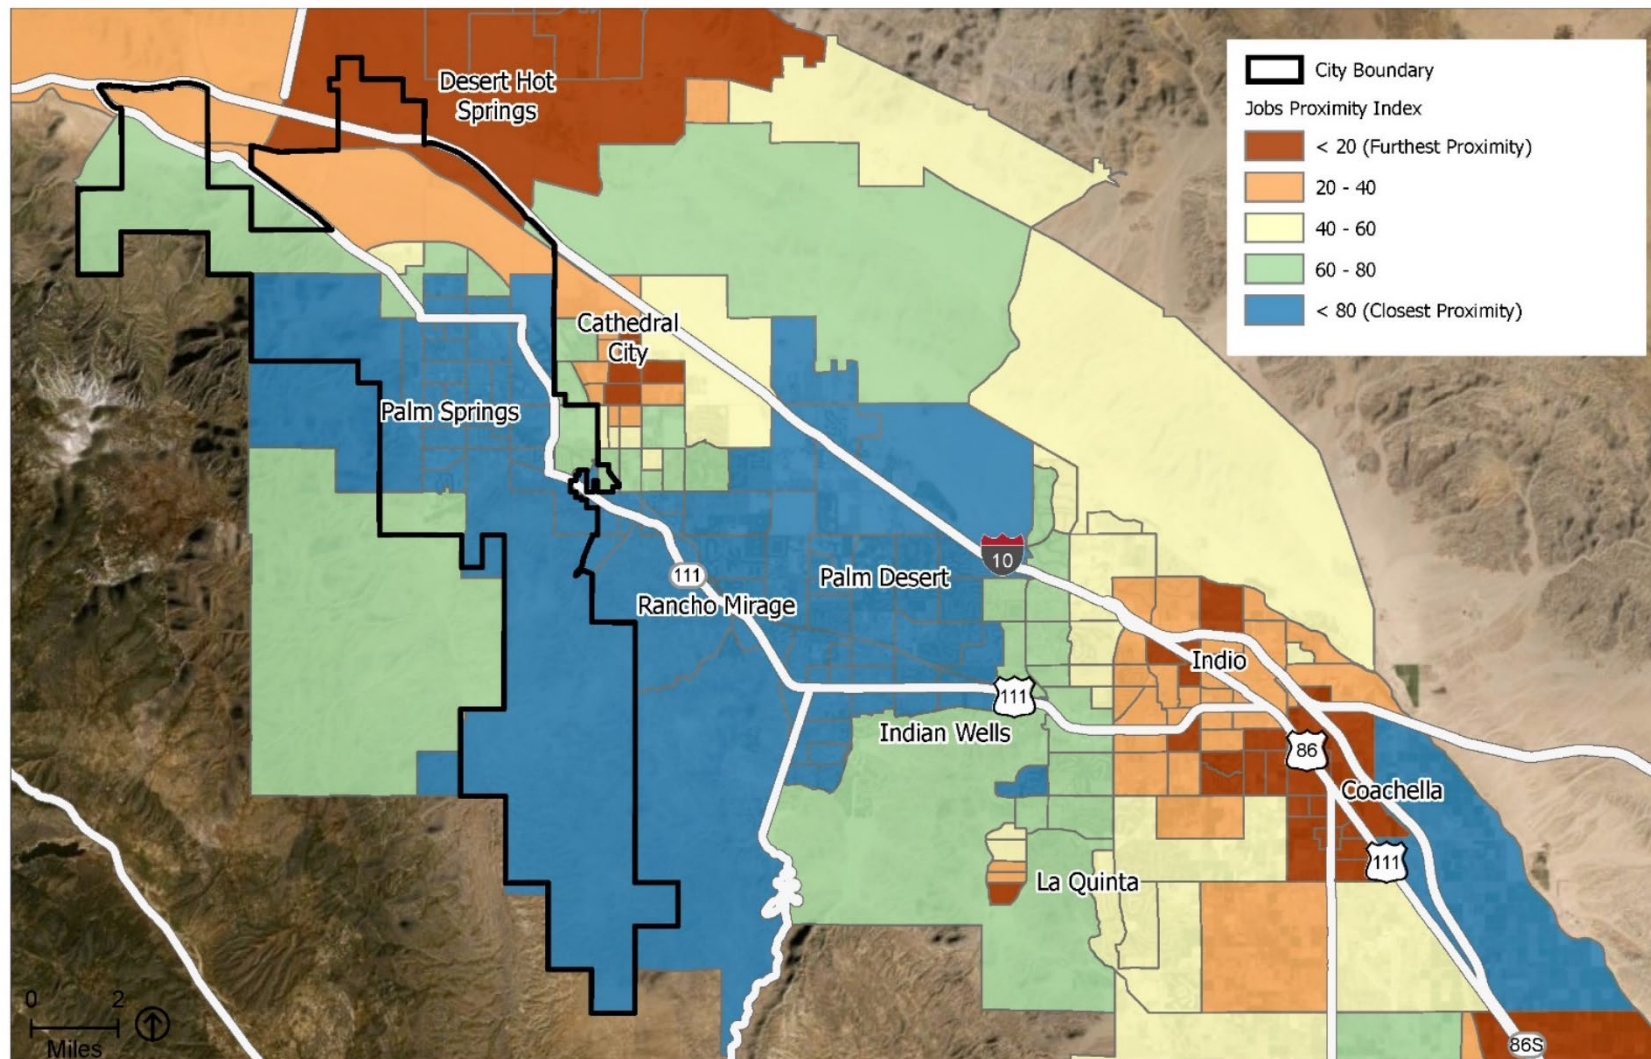 City Boundary
Jobs Proximity Index
< 20 (Furthest Proximity)
20 - 40
40 - 60
60 - 80
< 80 (Closest Proximity)
Desert Hot
Springs
Cathedral
City
Palm Springs
10
111
Palm Desert
Rancho Mirage
Indio
111
Indian Wells
86
Coachella
111
La Quinta
0 2
Miles
86S